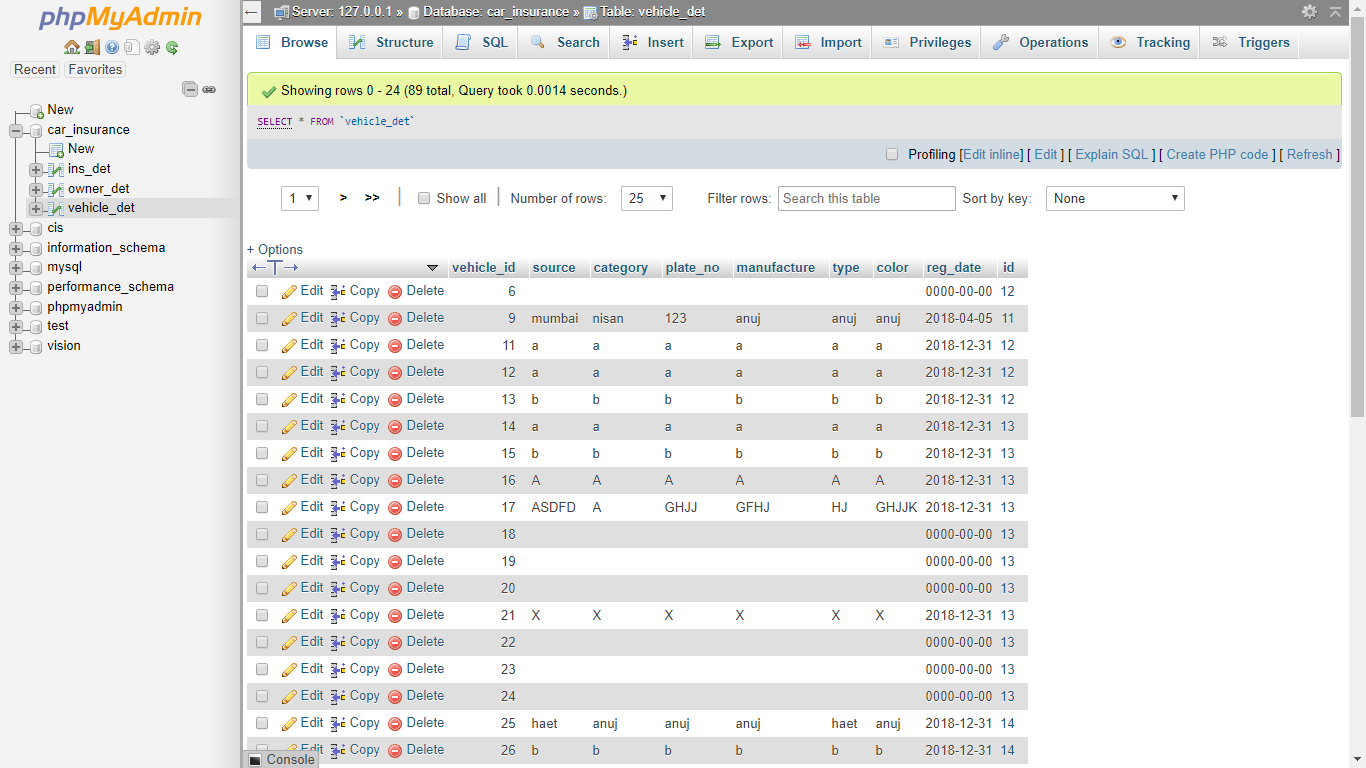 phpMyAdmin
Recent Favorites
New
car_insurance
New
ins_det
owner_det
vehicle_det
cis
information_schema
mysql
performance_schema
phpmyadmin
test
vision
Server: 127.0.0.1 » Database: car_insurance » Table: vehicle_det
Browse Structure SQL Search Insert Export Import Privileges Operations Tracking Triggers
Showing rows 0 - 24 (89 total, Query took 0.0014 seconds.)
SELECT * FROM `vehicle_det`
Profiling [Edit inline] [ Edit ] [ Explain SQL ] [ Create PHP code ] [ Refresh ]
1 > >> Show all Number of rows: 25 Filter rows: Search this table Sort by key: None
+ Options
vehicle_id source category plate_no manufacture type color reg_date id
Edit Copy Delete 6 0000-00-00 12
Edit Copy Delete 9 mumbai nisan 123 anuj anuj anuj 2018-04-05 11
Edit Copy Delete 11 a a a a a a 2018-12-31 12
Edit Copy Delete 12 a a a a a a 2018-12-31 12
Edit Copy Delete 13 b b b b b b 2018-12-31 12
Edit Copy Delete 14 a a a a a a 2018-12-31 13
Edit Copy Delete 15 b b b b b b 2018-12-31 13
Edit Copy Delete 16 A A A A A A 2018-12-31 13
Edit Copy Delete 17 ASDFD A GHJJ GFHJ HJ GHJJK 2018-12-31 13
Edit Copy Delete 18 0000-00-00 13
Edit Copy Delete 19 0000-00-00 13
Edit Copy Delete 20 0000-00-00 13
Edit Copy Delete 21 X X X X X X 2018-12-31 13
Edit Copy Delete 22 0000-00-00 13
Edit Copy Delete 23 0000-00-00 13
Edit Copy Delete 24 0000-00-00 13
Edit Copy Delete 25 haet anuj anuj anuj haet anuj 2018-12-31 14
Edit Copy Delete 26 b b b b b b 2018-12-31 14
Console